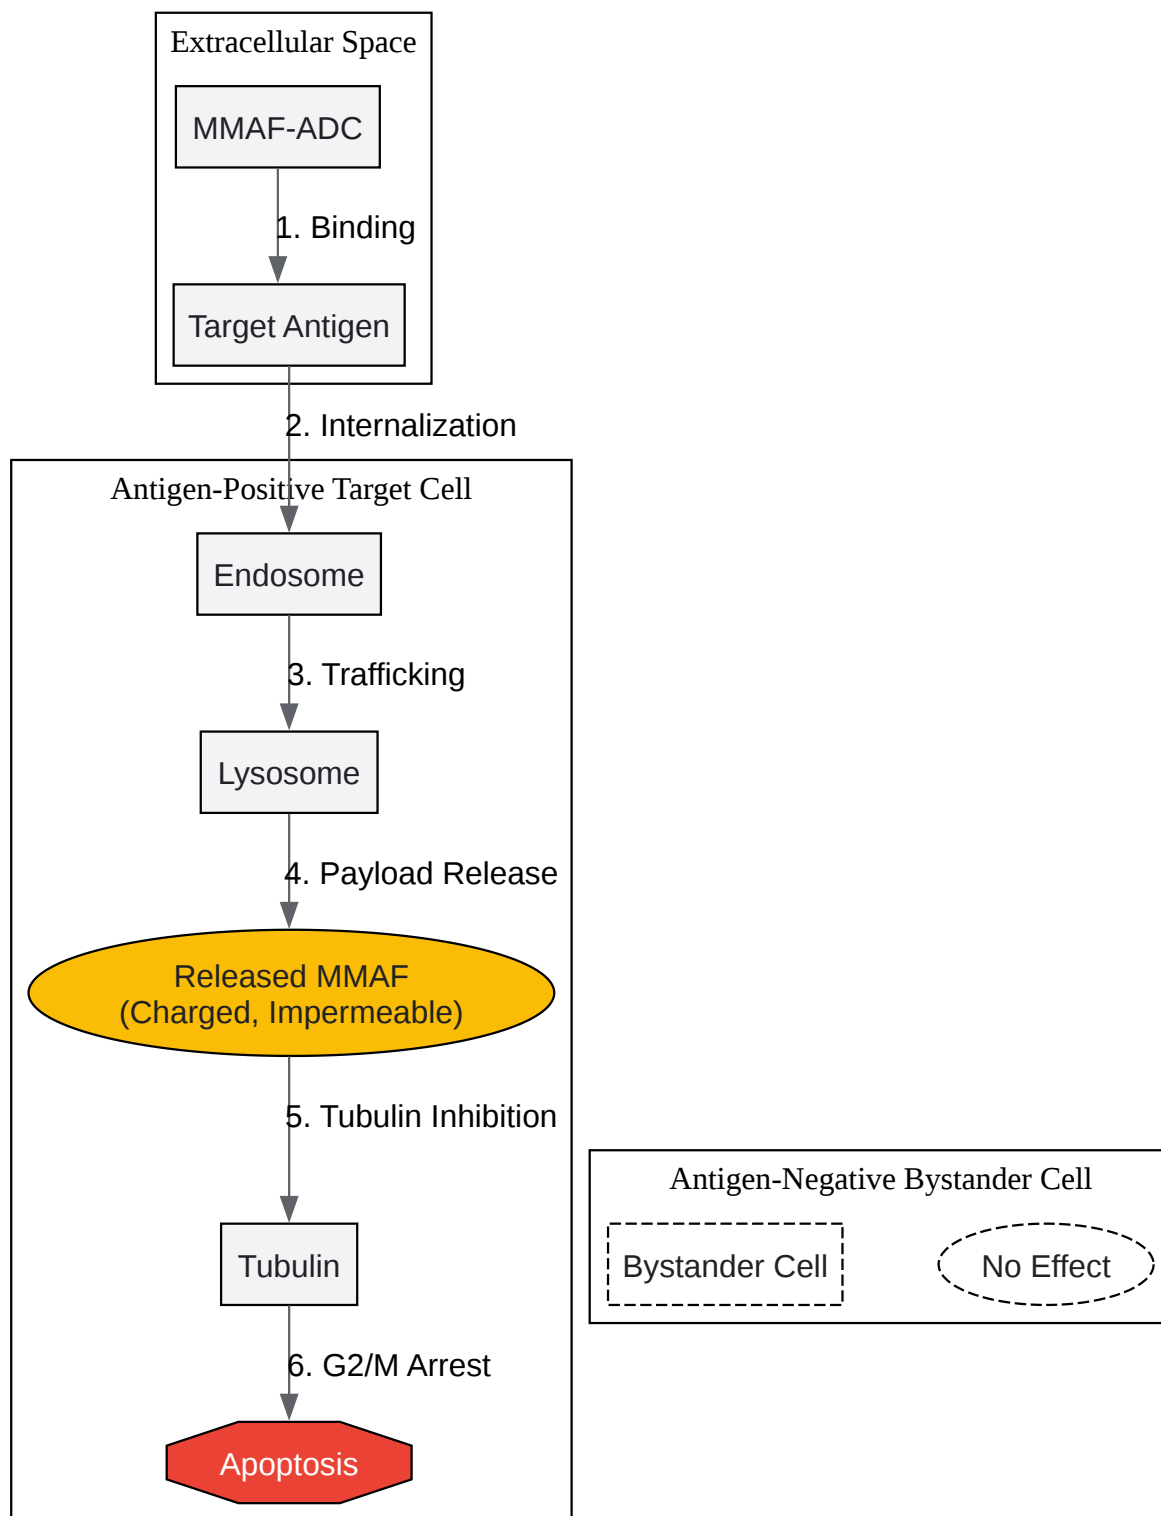 Extracellular Space
MMAF-ADC
1. Binding
Target Antigen
2. Internalization
Antigen-Positive Target Cell
Endosome
3. Trafficking
Lysosome
4. Payload Release
Released MMAF
(Charged, Impermeable)
5. Tubulin Inhibition
Tubulin
6. G2/M Arrest
Apoptosis
Antigen-Negative Bystander Cell
Bystander Cell
No Effect